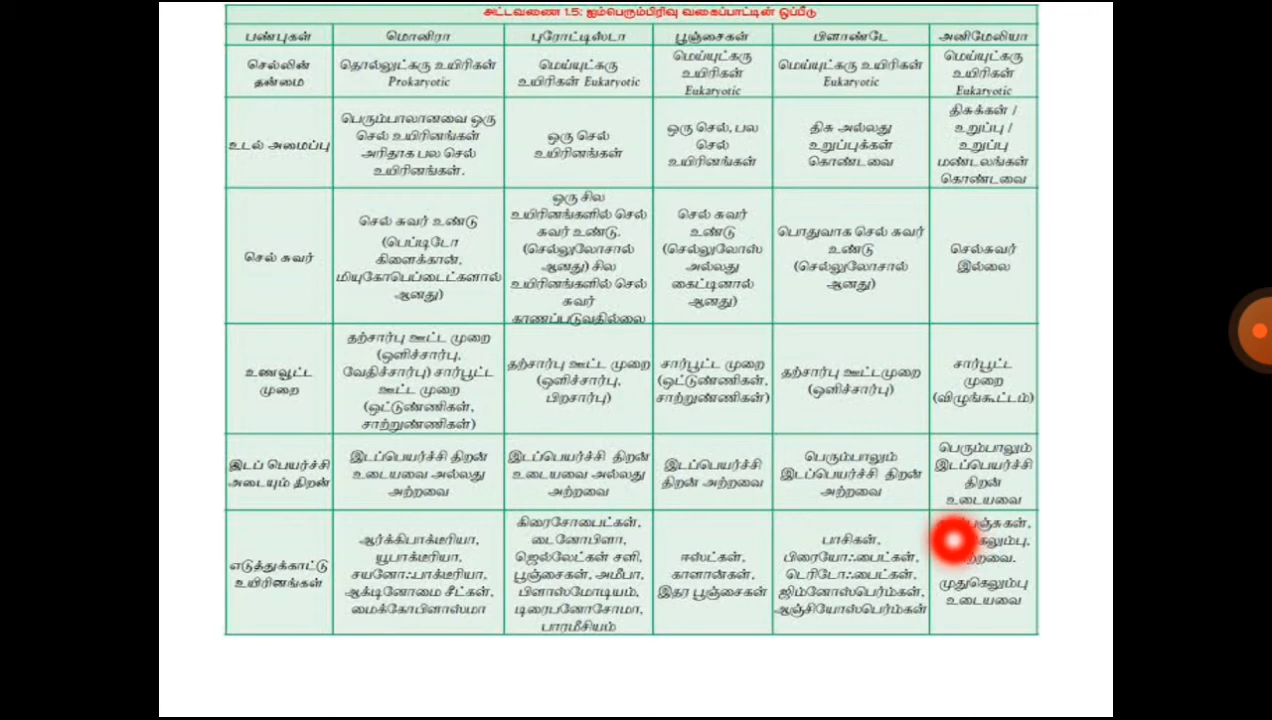 அட்டவணை 1.5: ஐம்பெரும்பிரிவு வகைப்பாட்டின் ஒப்பீடு
பண்புகள்
மொனிரா
புரோட்டிஸ்டா
பூஞ்சைகள்
பிளாண்டே
அனிமேலியா
செல்லின்
தன்மை
தொல்லுட்கரு உயிரிகள்
Prokaryotic
மெய்யுட்கரு
உயிரிகள் Eukaryotic
மெய்யுட்கரு
உயிரிகள்
Eukaryotic
மெய்யுட்கரு உயிரிகள்
Eukaryotic
மெய்யுட்கரு
உயிரிகள்
Eukaryotic
உடல் அமைப்பு
பெரும்பாலானவை ஒரு
செல் உயிரினங்கள்
அரிதாக பல செல்
உயிரினங்கள்.
ஒரு செல்
உயிரினங்கள்
ஒரு செல், பல
செல்
உயிரினங்கள்
திசு அல்லது
உறுப்புக்கள்
கொண்டவை
திசுக்கள் /
உறுப்பு /
உறுப்பு
மண்டலங்கள்
கொண்டவை
செல் சுவர்
செல் சுவர் உண்டு
(பெப்டிடோ
கிளைக்கான்,
மியுகோபெப்டைட்களால்
ஆனது)
ஒரு சில
உயிரினங்களில் செல்
சுவர் உண்டு.
(செல்லுலோசால்
ஆனது) சில
உயிரினங்களில் செல்
சுவர்
காணப்படுவதில்லை
செல் சுவர்
உண்டு
(செல்லுலோஸ்
அல்லது
கைட்டினால்
ஆனது)
பொதுவாக செல் சுவர்
உண்டு
(செல்லுலோசால்
ஆனது)
செல்சுவர்
இல்லை
உணவூட்ட
முறை
தற்சார்பு ஊட்ட முறை
(ஒளிச்சார்பு,
வேதிச்சார்பு) சார்பூட்ட
ஊட்ட முறை
(ஒட்டுண்ணிகள்,
சாற்றுண்ணிகள்)
தற்சார்பு ஊட்ட முறை
(ஒளிச்சார்பு,
பிறசார்பு)
சார்பூட்ட முறை
(ஒட்டுண்ணிகள்,
சாற்றுண்ணிகள்)
தற்சார்பு ஊட்டமுறை
(ஒளிச்சார்பு)
சார்பூட்ட
முறை
(விழுங்கூட்டம்)
இடப் பெயர்ச்சி
அடையும் திறன்
இடப்பெயர்ச்சி திறன்
உடையவை அல்லது
அற்றவை
இடப்பெயர்ச்சி திறன்
உடையவை அல்லது
அற்றவை
இடப்பெயர்ச்சி
திறன் அற்றவை
பெரும்பாலும்
இடப்பெயர்ச்சி திறன்
அற்றவை
பெரும்பாலும்
இடப்பெயர்ச்சி
திறன்
உடையவை
எடுத்துக்காட்டு
உயிரினங்கள்
ஆர்க்கிபாக்டீரியா,
யூபாக்டீரியா,
சயனோஃபாக்டீரியா,
ஆக்டினோமை சீட்கள்,
மைக்கோபிளாஸ்மா
கிரைசோபைட்கள்,
டைனோபிளா,
ஜெல்லேட்கள் சளி,
பூஞ்சைகள், அமீபா,
பிளாஸ்மோடியம்,
டிரைபனோசோமா,
பாரமீசியம்
ஈஸ்ட்கள்,
காளான்கள்,
இதர பூஞ்சைகள்
பாசிகள்,
பிரையோஃபைட்கள்,
டெரிடோஃபைட்கள்,
ஜிம்னோஸ்பெர்ம்கள்,
ஆஞ்சியோஸ்பெர்ம்கள்
முதுகெலும்பு
உடையவை